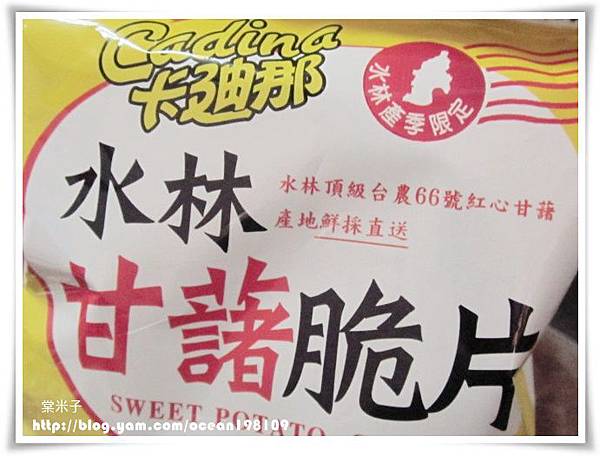 Cadina
卡迪那
水林產季限定
水林
水林頂級台農66號紅心甘藷
產地鮮採直送
甘藷脆片
SWEET POTATO
棠米子
http://blog.yam.com/ocean198109